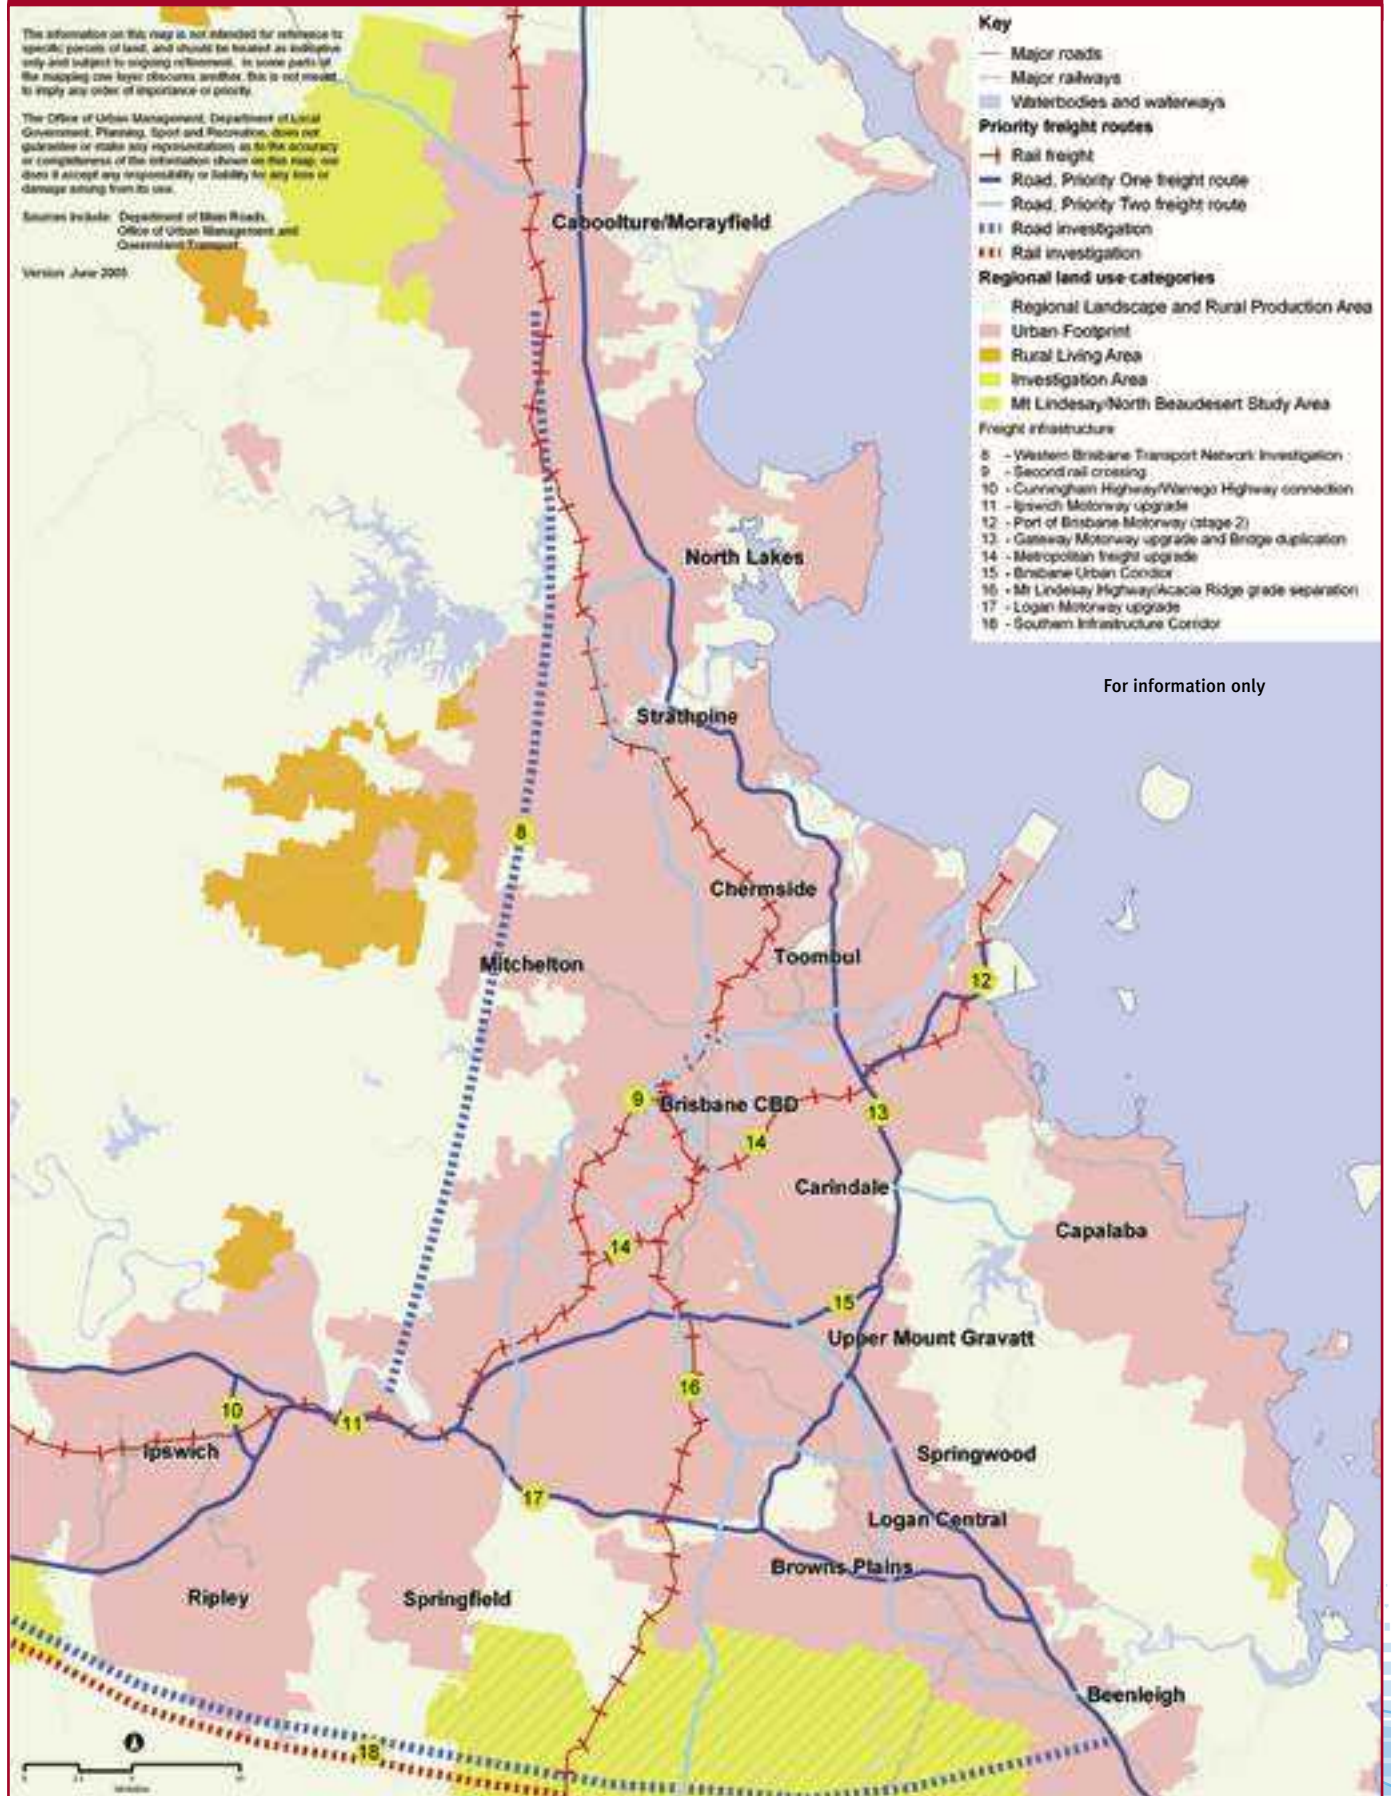 The information on this map is not intended for reference to
specific parcels of land, and should be treated as indicative
only and subject to ongoing refinement. In some parts of
the mapping one layer obscures another, this is not meant
to imply any order of importance or priority.
The Office of Urban Management, Department of Local
Government, Planning, Sport and Recreation, does not
guarantee or make any representations as to the accuracy
or completeness of the information shown on this map, nor
does it accept any responsibility or liability for any loss or
damage arising from its use.
Sources include: Department of Main Roads,
Office of Urban Management and
Queensland Transport
Version June 2005
Key
Major roads
Major railways
Waterbodies and waterways
Priority freight routes
Rail freight
Road, Priority One freight route
Road, Priority Two freight route
Road investigation
Rail investigation
Regional land use categories
Regional Landscape and Rural Production Area
Urban Footprint
Rural Living Area
Investigation Area
Mt Lindesay/North Beaudesert Study Area
Freight infrastructure
8 - Western Brisbane Transport Network Investigation
9 - Second rail crossing
10 - Cunningham Highway/Warrego Highway connection
11 - Ipswich Motorway upgrade
12 - Port of Brisbane Motorway (stage 2)
13 - Gateway Motorway upgrade and Bridge duplication
14 - Metropolitan freight upgrade
15 - Brisbane Urban Corridor
16 - Mt Lindesay Highway/Acacia Ridge grade separation
17 - Logan Motorway upgrade
18 - Southern Infrastructure Corridor
For information only
Caboolture/Morayfield
North Lakes
Strathpine
8
Chermside
Toombul
Mitchelton
12
9
Brisbane CBD
13
14
Carindale
Capalaba
14
15
Upper Mount Gravatt
16
10
11
Ipswich
Springwood
17
Logan Central
Browns Plains
Ripley
Springfield
Beenleigh
18